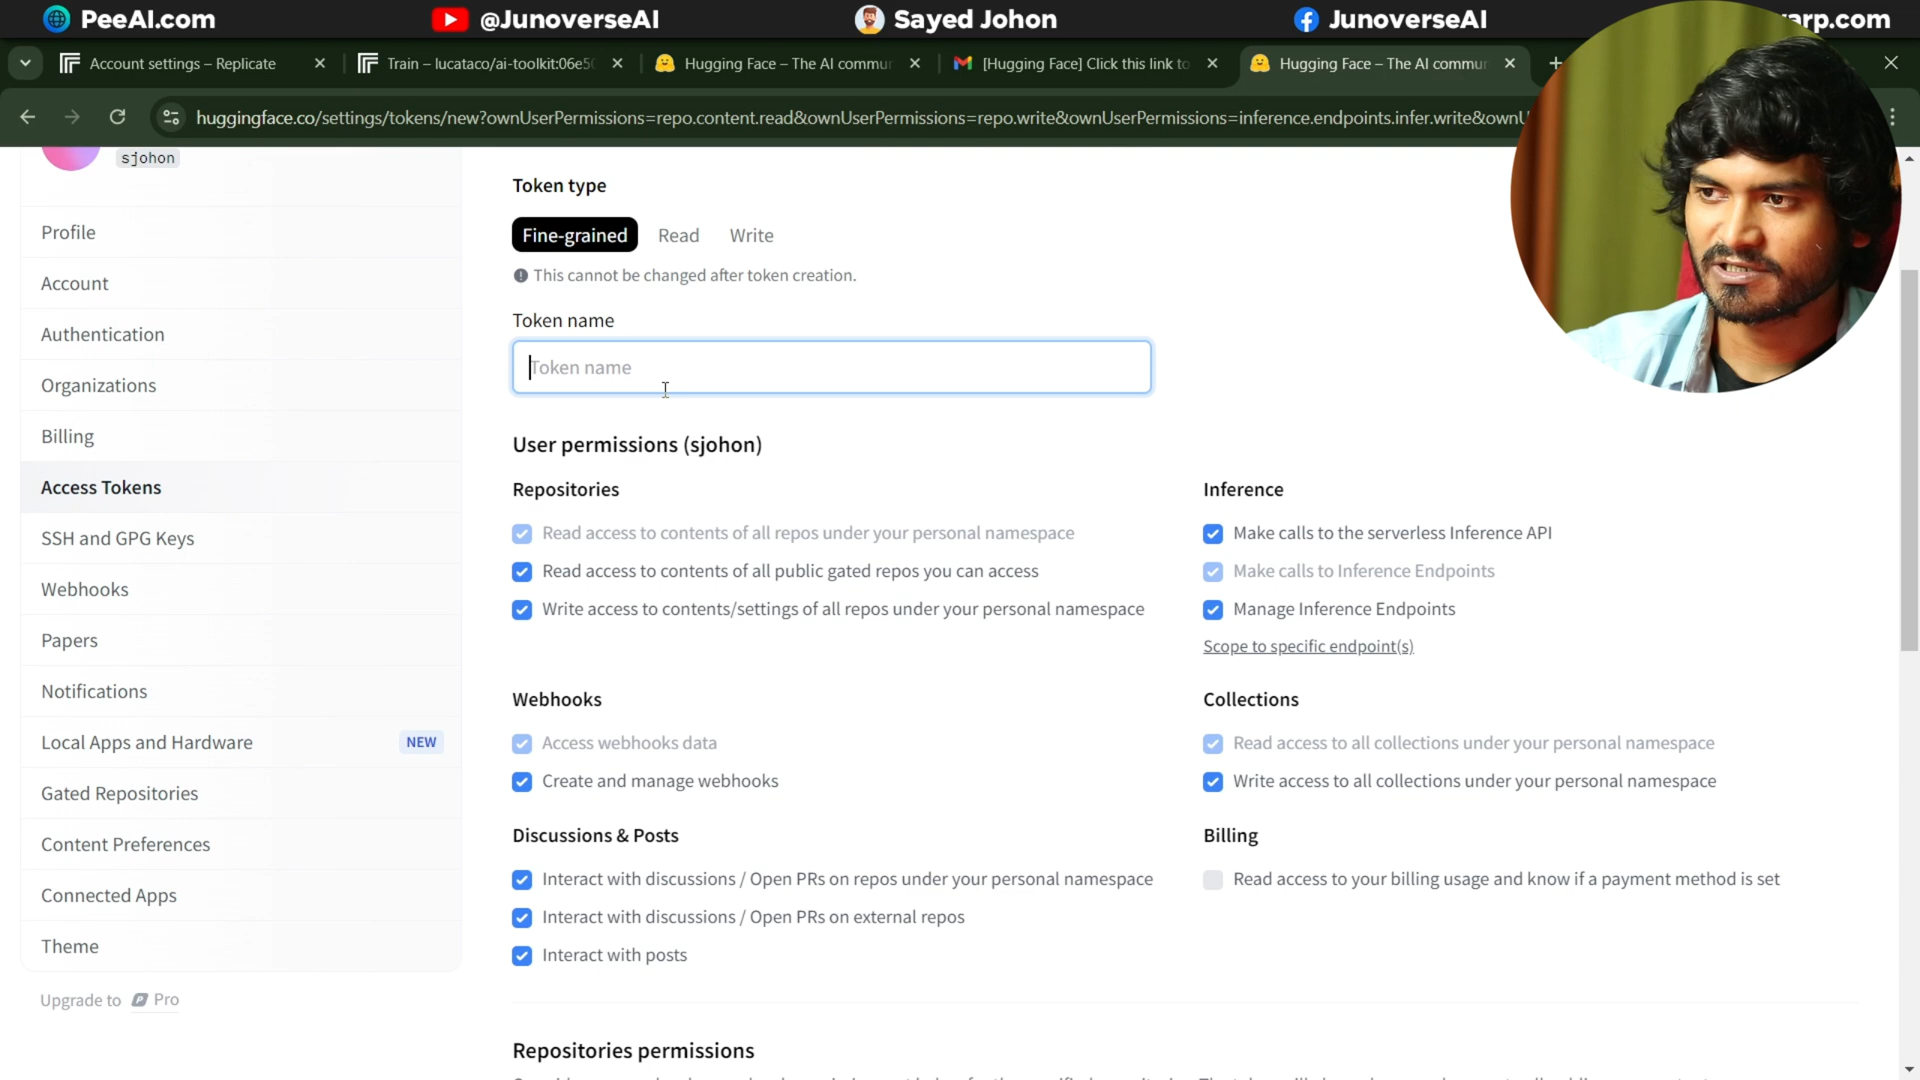 PeeAI.com
@JunoverseAI
Sayed Johon
JunoverseAI
arp.com
Account settings – Replicate
Train – lucataco/ai-toolkit:06e5
Hugging Face – The AI commu
[Hugging Face] Click this link to
Hugging Face – The AI commu
huggingface.co/settings/tokens/new?ownUserPermissions=repo.content.read&ownUserPermissions=repo.write&ownUserPermissions=inference.endpoints.infer.write&ownU
sjohon
Profile
Account
Authentication
Organizations
Billing
Access Tokens
SSH and GPG Keys
Webhooks
Papers
Notifications
Local Apps and Hardware NEW
Gated Repositories
Content Preferences
Connected Apps
Theme
Upgrade to Pro
Token type
Fine-grained Read Write
This cannot be changed after token creation.
Token name
Token name
User permissions (sjohon)
Repositories
Read access to contents of all repos under your personal namespace
Read access to contents of all public gated repos you can access
Write access to contents/settings of all repos under your personal namespace
Inference
Make calls to the serverless Inference API
Make calls to Inference Endpoints
Manage Inference Endpoints
Scope to specific endpoint(s)
Webhooks
Access webhooks data
Create and manage webhooks
Collections
Read access to all collections under your personal namespace
Write access to all collections under your personal namespace
Discussions & Posts
Interact with discussions / Open PRs on repos under your personal namespace
Interact with discussions / Open PRs on external repos
Interact with posts
Billing
Read access to your billing usage and know if a payment method is set
Repositories permissions